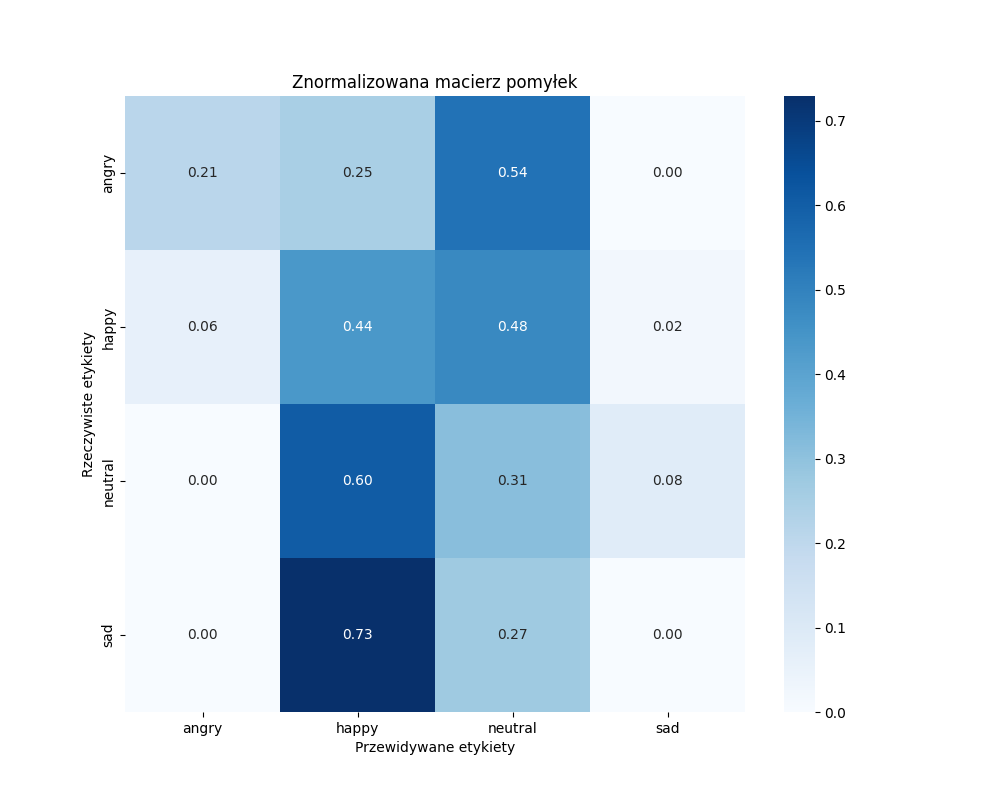 Znormalizowana macierz pomyłek
Rzeczywiste etykiety
angry 0.21 0.25 0.54 0.00
happy 0.06 0.44 0.48 0.02
neutral 0.00 0.60 0.31 0.08
sad 0.00 0.73 0.27 0.00
angry happy neutral sad
Przewidywane etykiety
0.7
0.6
0.5
0.4
0.3
0.2
0.1
0.0